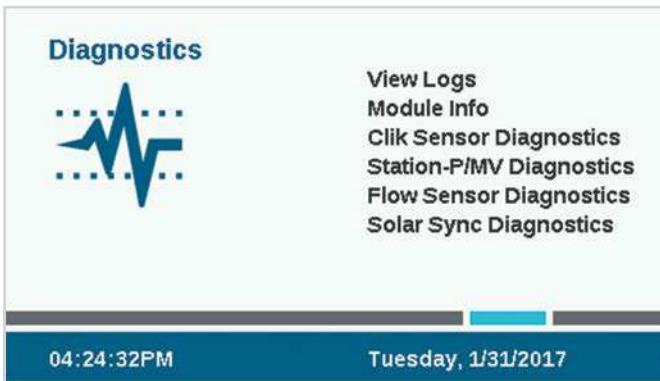 Diagnostics
View Logs
Module Info
Clik Sensor Diagnostics
Station-P/MV Diagnostics
Flow Sensor Diagnostics
Solar Sync Diagnostics
04:24:32PM
Tuesday, 1/31/2017